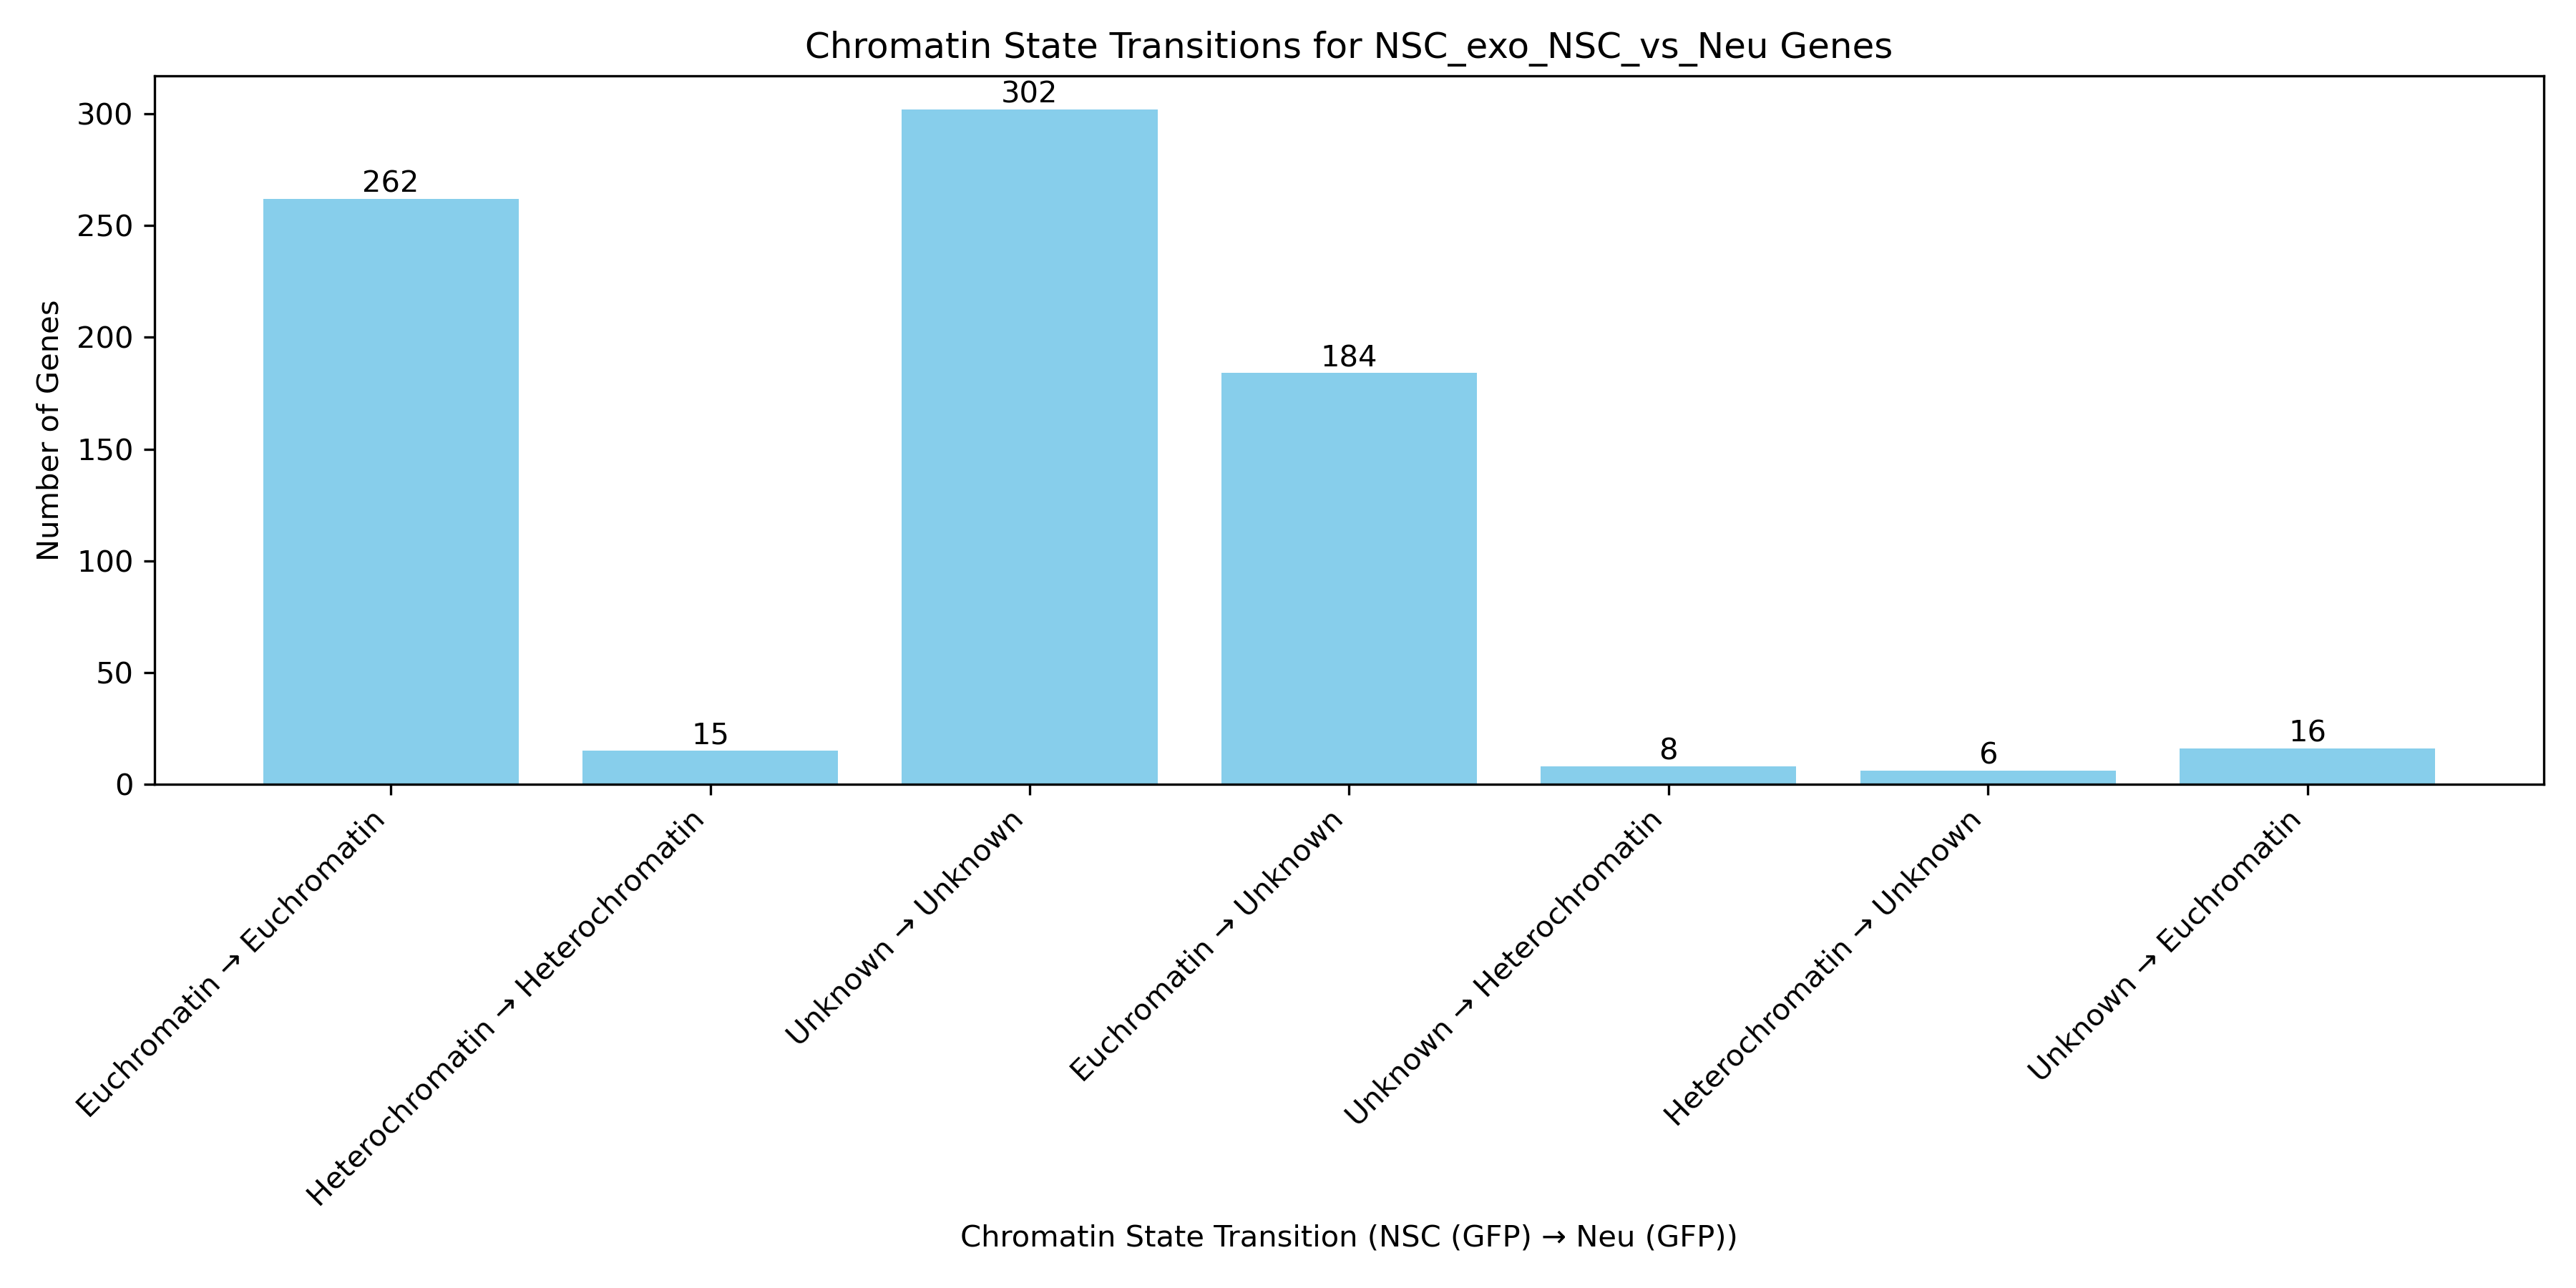 Chromatin State Transitions for NSC_exo_NSC_vs_Neu Genes
Number of Genes
300
250
200
150
100
50
0
262
15
302
184
8
6
16
Euchromatin → Euchromatin
Heterochromatin → Heterochromatin
Unknown → Unknown
Euchromatin → Unknown
Unknown → Heterochromatin
Heterochromatin → Unknown
Unknown → Euchromatin
Chromatin State Transition (NSC (GFP) → Neu (GFP))